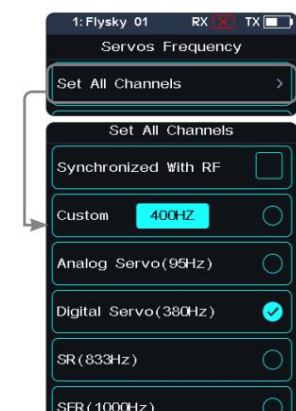 1: Flysky 01 RX TX
Servos Frequency
Set All Channels >
Set All Channels
Synchronized With RF
Custom 400HZ
Analog Servo(95Hz)
Digital Servo(380Hz)
SR(833Hz)
SFR(1000Hz)